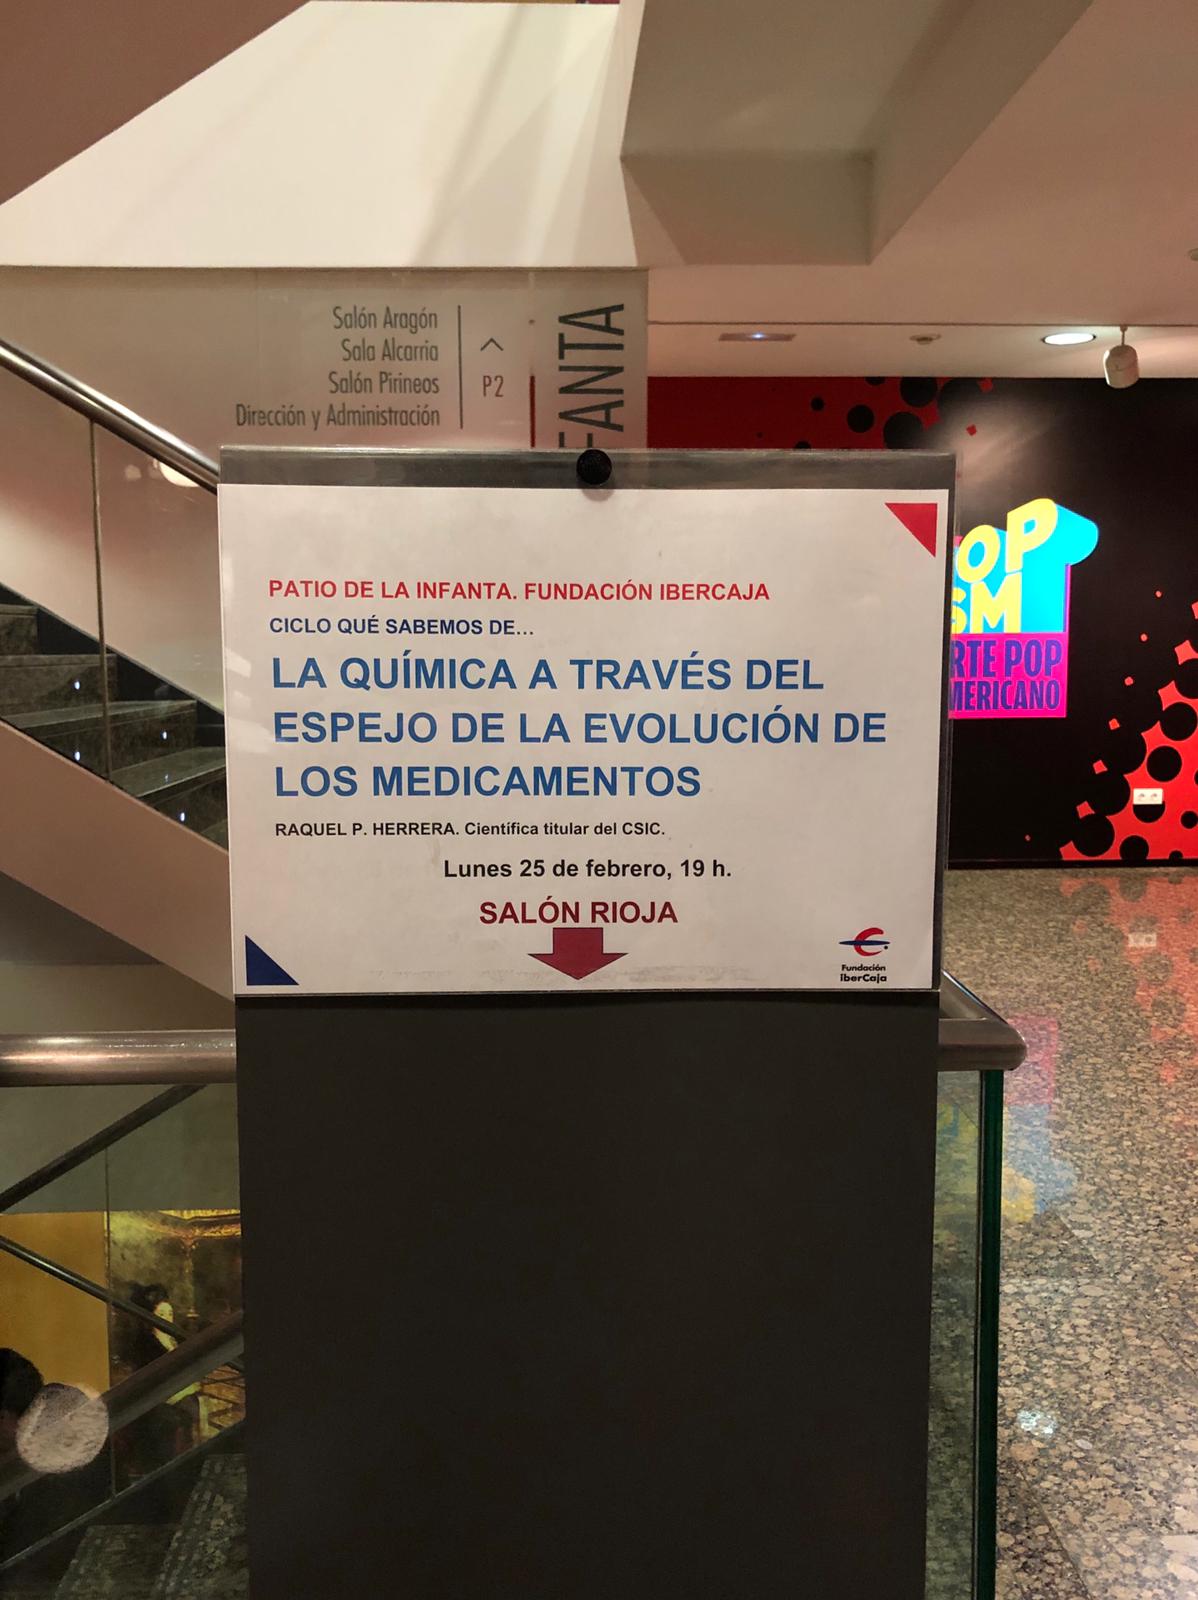 Salón Aragón
Sala Alcarria
Salón Pirineos
Dirección y Administración
P2
FANTA
PATIO DE LA INFANTA. FUNDACIÓN IBERCAJA
CICLO QUÉ SABEMOS DE...
LA QUÍMICA A TRAVÉS DEL
ESPEJO DE LA EVOLUCIÓN DE
LOS MEDICAMENTOS
RAQUEL P. HERRERA. Científica titular del CSIC.
Lunes 25 de febrero, 19 h.
SALÓN RIOJA
Fundación
iberCaja
OP
SM
RTE POP
MERICANO